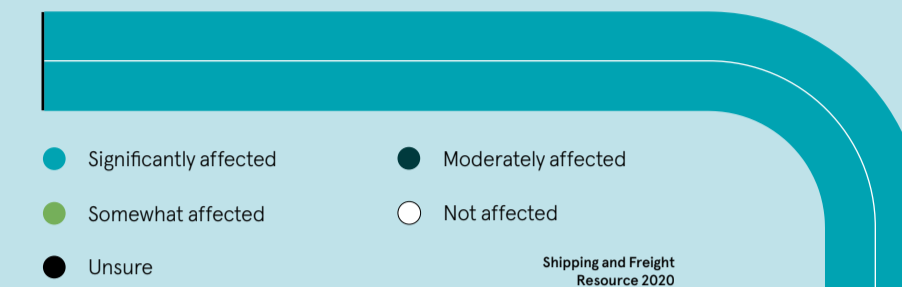 Significantly affected
Moderately affected
Somewhat affected
Not affected
Unsure
Shipping and Freight
Resource 2020